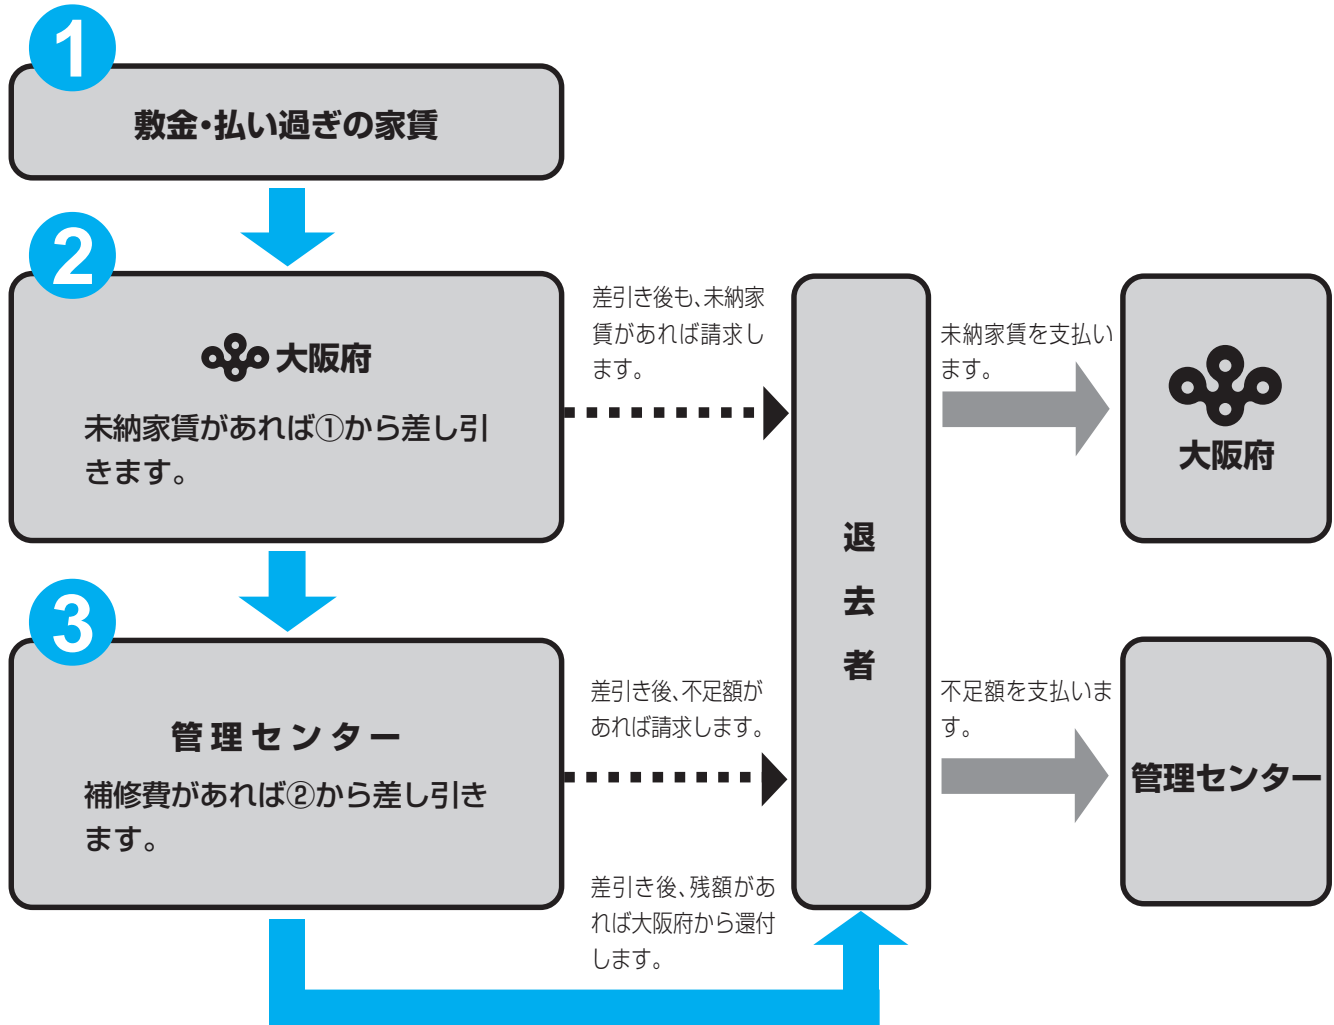 1
敷金・払い過ぎの家賃
2
大阪府
未納家賃があれば①から差し引
きます。
差引き後も、未納家
賃があれば請求し
ます。
未納家賃を支払い
ます。
大阪府
退去者
3
管理センター
補修費があれば②から差し引き
ます。
差引き後、不足額が
あれば請求します。
不足額を支払いま
す。
管理センター
差引き後、残額があ
れば大阪府から還付
します。